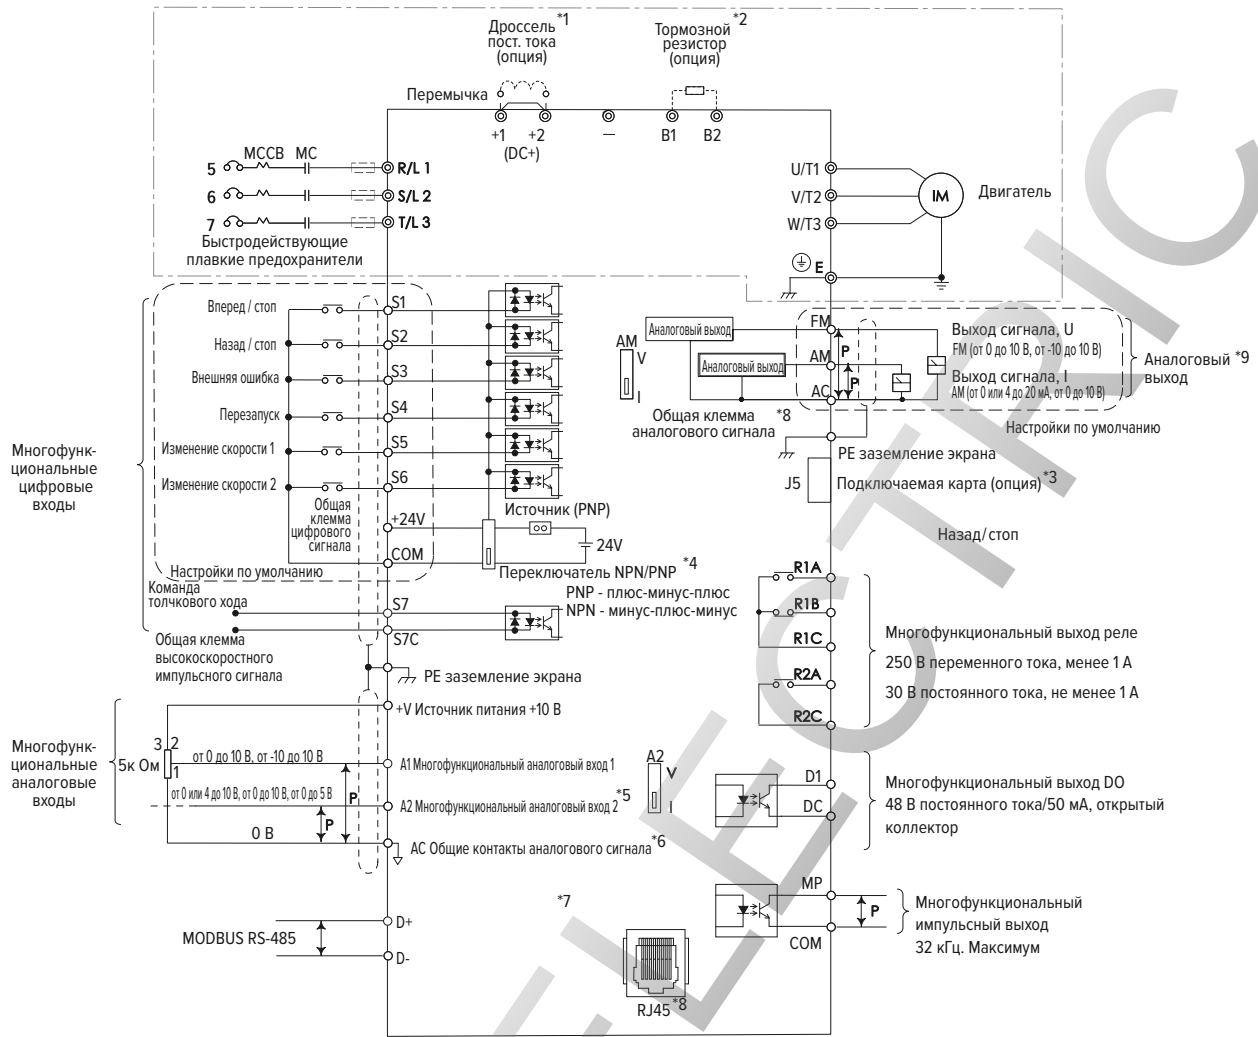 Дроссель *1
пост. тока
(опция)
Тормозной *2
резистор
(опция)
Перемычка
+1
+2
(DC+)
—
B1
B2
МССВ
МС
5
R/L 1
6
S/L 2
7
T/L 3
Быстродействующие
плавкие предохранители
U/T1
V/T2
W/T3
IM
Двигатель
E
Вперед / стоп
S1
Назад / стоп
S2
Внешняя ошибка
S3
Перезапуск
S4
Изменение скорости 1
S5
Изменение скорости 2
S6
Многофунк-
циональные
цифровые
входы
Общая
клемма
цифрового
сигнала
+24V
COM
Настройки по умолчанию
Источник (PNP)
24V
Переключатель NPN/PNP *4
PNP - плюс-минус-плюс
NPN - минус-плюс-минус
Команда
толчкового хода
S7
S7C
Общая клемма
высокоскоростного
импульсного сигнала
PE заземление экрана
Аналоговый выход
AM
V
I
Аналоговый выход
FM
AM
AC
P
P
Общая клемма
аналогового сигнала
*8
Выход сигнала, U
FM (от 0 до 10 В, от -10 до 10 В)
Выход сигнала, I
AM (от 0 или 4 до 20 мА, от 0 до 10 В)
Аналоговый *9
выход
Настройки по умолчанию
PE заземление экрана
J5
Подключаемая карта (опция) *3
Назад/стоп
R1A
R1B
R1C
R2A
R2C
Многофункциональный выход реле
250 В переменного тока, менее 1 А
30 В постоянного тока, не менее 1 А
+V Источник питания +10 В
Многофунк-
циональные
аналоговые
входы
5к Ом
3
2
1
от 0 до 10 В, от -10 до 10 В
A1 Многофункциональный аналоговый вход 1
от 0 или 4 до 10 В, от 0 до 10 В, от 0 до 5 В
A2 Многофункциональный аналоговый вход 2 *5
P
P
0 В
AC Общие контакты аналогового сигнала *6
A2
V
I
D1
DC
Многофункциональный выход DO
48 В постоянного тока/50 мА, открытый
коллектор
MP
COM
P
Многофункциональный
импульсный выход
32 кГц. Максимум
MODBUS RS-485
D+
D-
*7
RJ45 *8
ELECTRIC